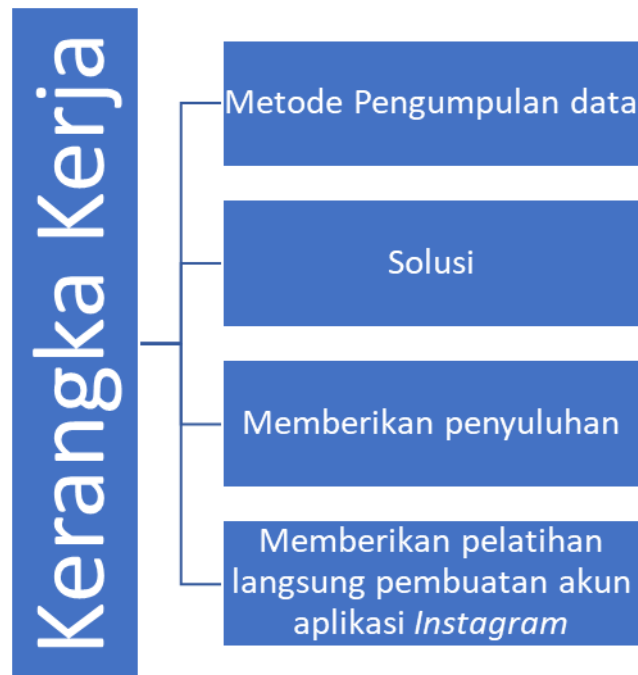 Kerangka Kerja
Metode Pengumpulan data
Solusi
Memberikan penyuluhan
Memberikan pelatihan
langsung pembuatan akun
aplikasi Instagram